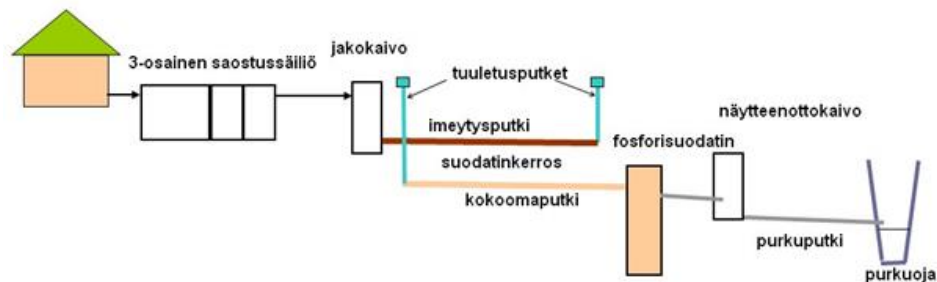 jakokaivo
3-osainen saostussäiliö
tuuletusputket
näytteenottokaivo
imeytysputki
fosforisuodatin
suodatinkerros
kokoomaputki
purkuputki
purkuoja